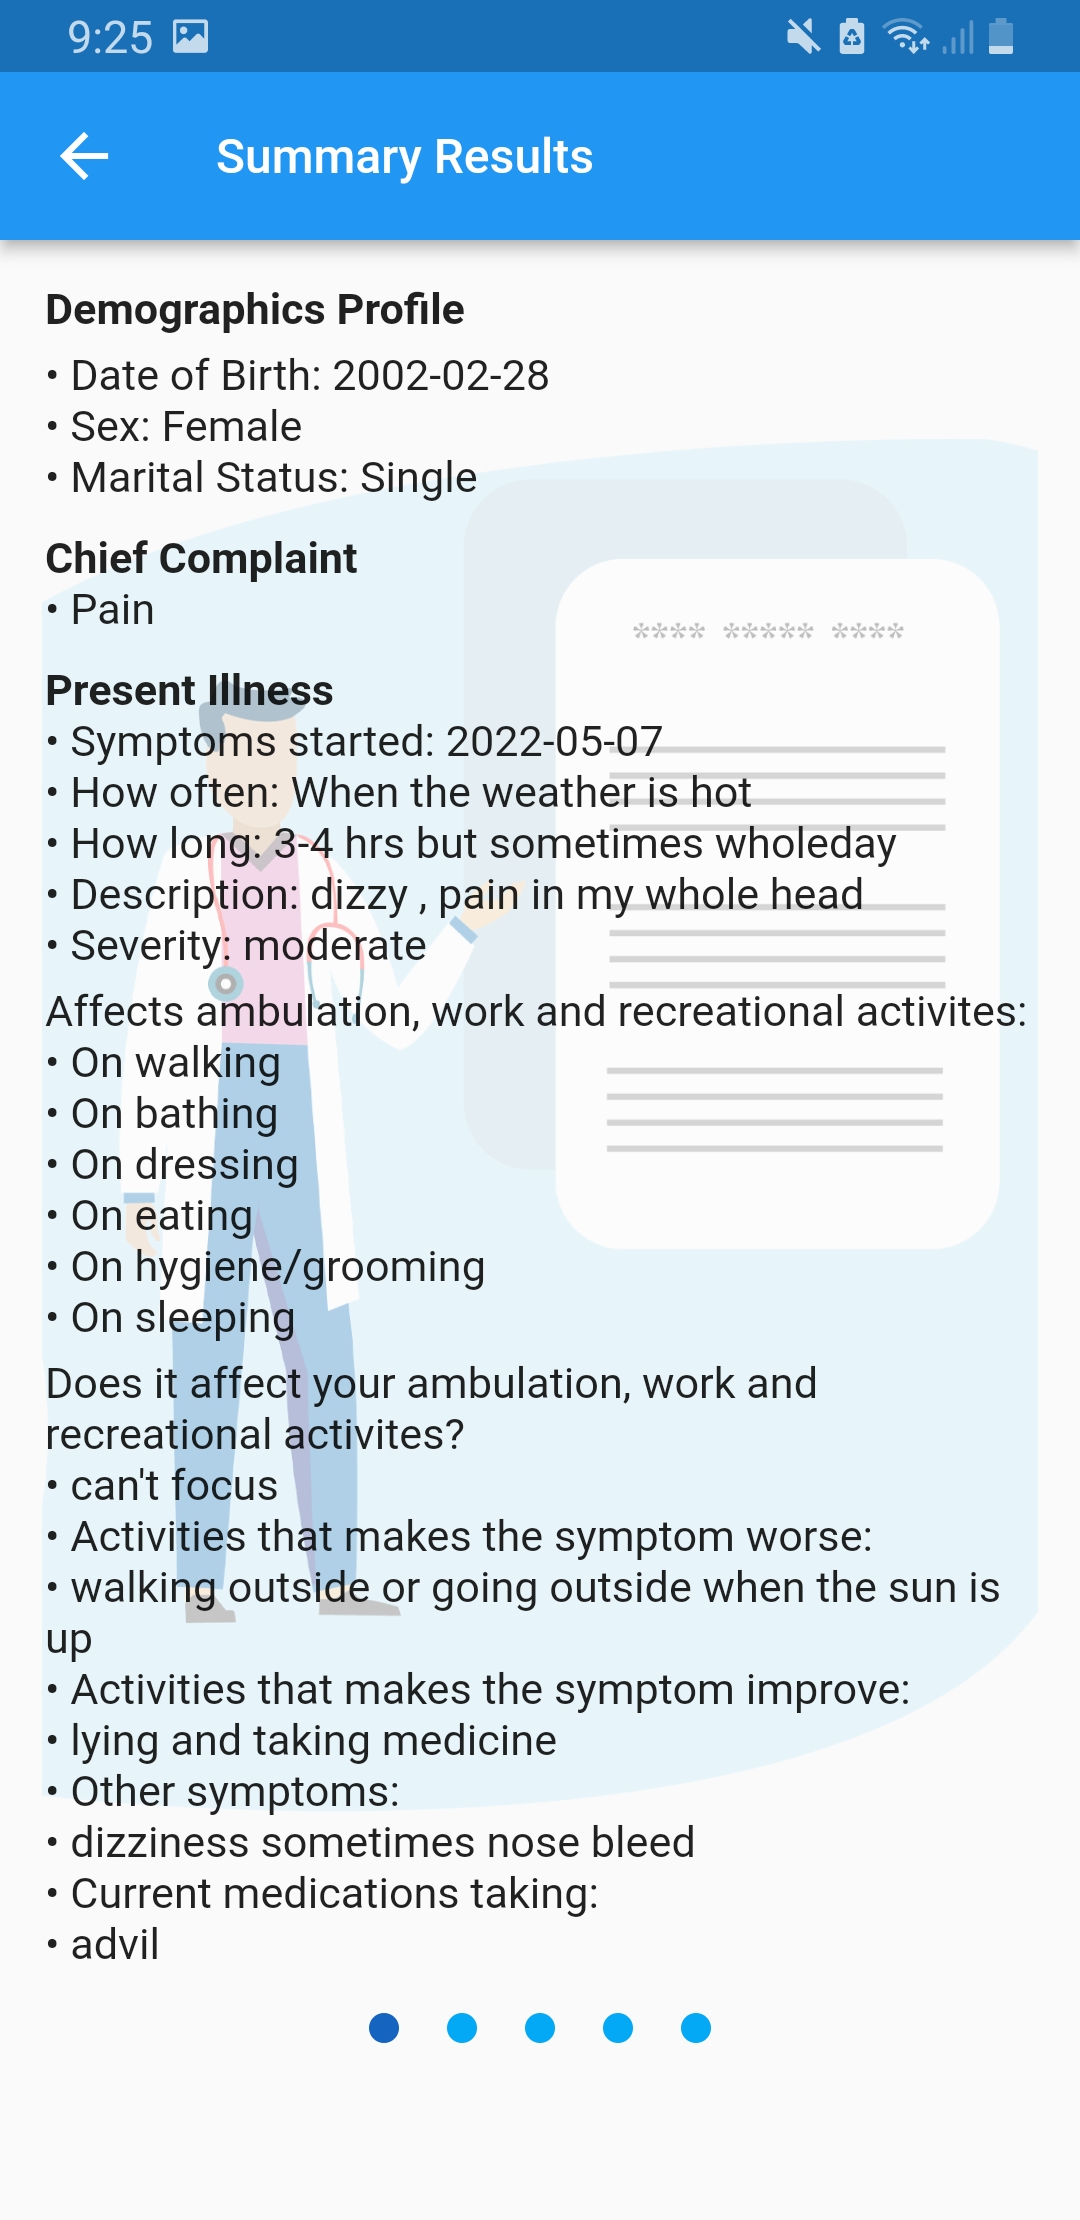 9:25
Summary Results
Demographics Profile
• Date of Birth: 2002-02-28
• Sex: Female
• Marital Status: Single
Chief Complaint
• Pain
**** ***** ****
Present Illness
• Symptoms started: 2022-05-07
• How often: When the weather is hot
• How long: 3-4 hrs but sometimes wholeday
• Description: dizzy , pain in my whole head
• Severity: moderate
Affects ambulation, work and recreational activites:
• On walking
• On bathing
• On dressing
• On eating
• On hygiene/grooming
• On sleeping
Does it affect your ambulation, work and
recreational activites?
• can't focus
• Activities that makes the symptom worse:
• walking outside or going outside when the sun is
up
• Activities that makes the symptom improve:
• lying and taking medicine
• Other symptoms:
• dizziness sometimes nose bleed
• Current medications taking:
• advil